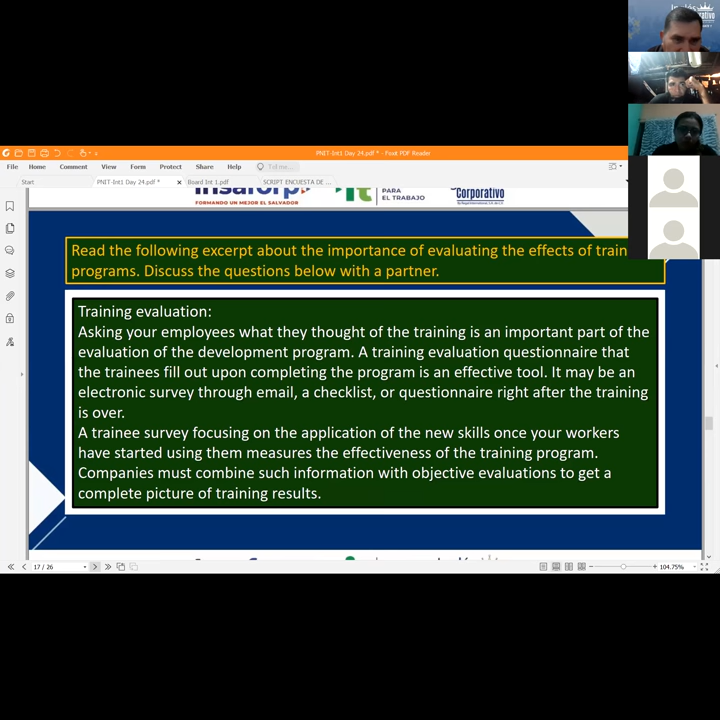 PNIT-Int1 Day 24.pdf * - Foxit PDF Reader
File Home Comment View Form Protect Share Help Tell me...
Start PNIT-Int1 Day 24.pdf * Board Int 1.pdf SCRIPT ENCUESTA DE ...
FORMANDO UN MEJOR EL SALVADOR
PARA
EL TRABAJO
Corporativo
Read the following excerpt about the importance of evaluating the effects of train
programs. Discuss the questions below with a partner.
Training evaluation:
Asking your employees what they thought of the training is an important part of the
evaluation of the development program. A training evaluation questionnaire that
the trainees fill out upon completing the program is an effective tool. It may be an
electronic survey through email, a checklist, or questionnaire right after the training
is over.
A trainee survey focusing on the application of the new skills once your workers
have started using them measures the effectiveness of the training program.
Companies must combine such information with objective evaluations to get a
complete picture of training results.
17 / 26
104.75%